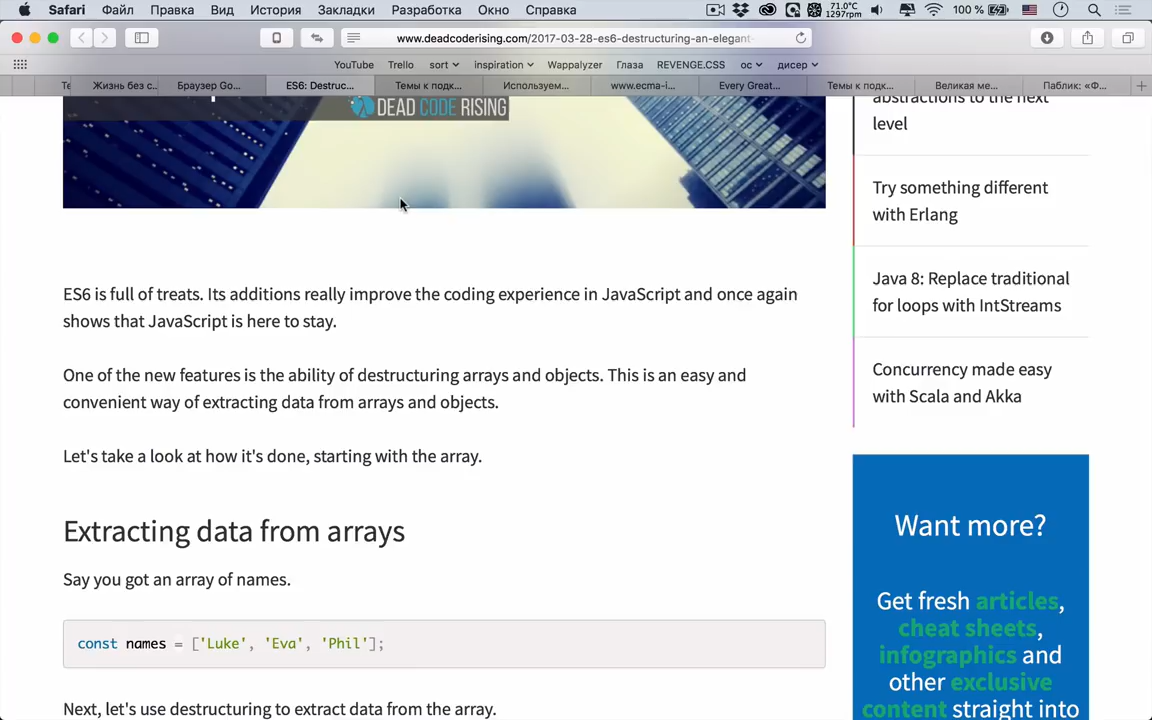 Safari Файл Правка Вид История Закладки Разработка Окно Справка 71.0°C 1297rpm 100 %
www.deadcoderising.com/2017-03-28-es6-destructuring-an-elegant-
YouTube Trello sort inspiration Wappalyzer Глаза REVENGE.CSS ос дисер
Те Жизнь без с... Браузер Go... ES6: Destruc... Темы к подк... Используем... www.ecma-i... Every Great... Темы к подк... Великая ме... Паблик: «Ф...
DEAD CODE RISING
ES6 is full of treats. Its additions really improve the coding experience in JavaScript and once again
shows that JavaScript is here to stay.
One of the new features is the ability of destructuring arrays and objects. This is an easy and
convenient way of extracting data from arrays and objects.
Let's take a look at how it's done, starting with the array.
Extracting data from arrays
Say you got an array of names.
const names = ['Luke', 'Eva', 'Phil'];
Next, let's use destructuring to extract data from the array.
abstractions to the next
level
Try something different
with Erlang
Java 8: Replace traditional
for loops with IntStreams
Concurrency made easy
with Scala and Akka
Want more?
Get fresh articles,
cheat sheets,
infographics and
other exclusive
content straight into